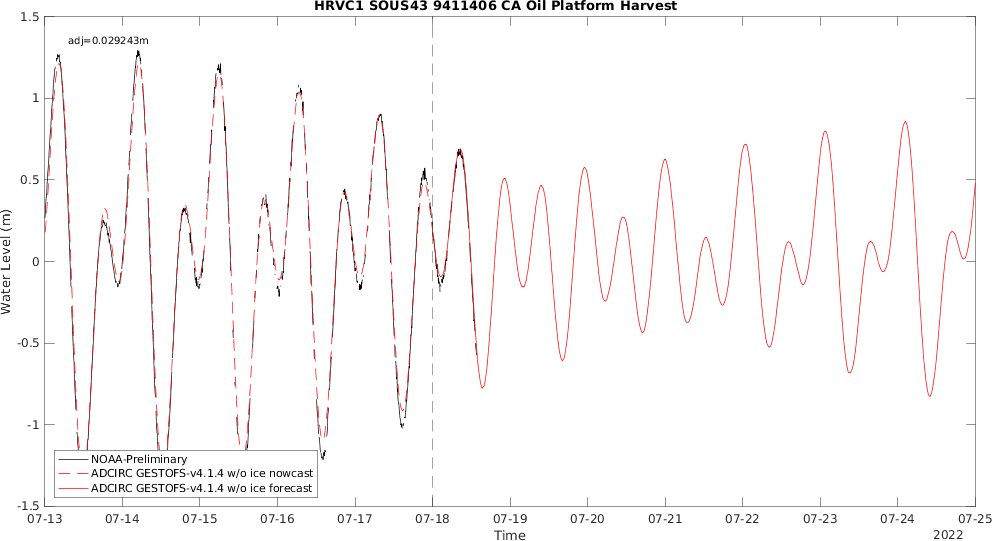 HRVC1 SOUS43 9411406 CA Oil Platform Harvest
adj=0.029243m
Water Level (m)
1.5
1
0.5
0
-0.5
-1
-1.5
NOAA-Preliminary
ADCIRC GESTOFS-v4.1.4 w/o ice nowcast
ADCIRC GESTOFS-v4.1.4 w/o ice forecast
07-13 07-14 07-15 07-16 07-17 07-18 07-19 07-20 07-21 07-22 07-23 07-24 07-25
Time
2022